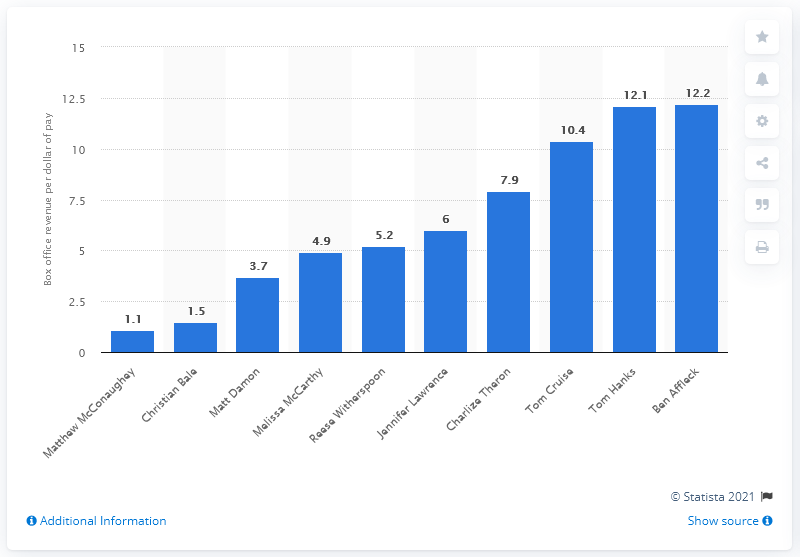 Box office revenue per dollar of pay
15
12.5
10
7.5
5
2.5
0
1.1
1.5
3.7
4.9
5.2
6
7.9
10.4
12.1
12.2
Matthew McConaughey
Christian Bale
Matt Damon
Melissa McCarthy
Reese Witherspoon
Jennifer Lawrence
Charlize Theron
Tom Cruise
Tom Hanks
Ben Affleck
© Statista 2021
Additional Information
Show source